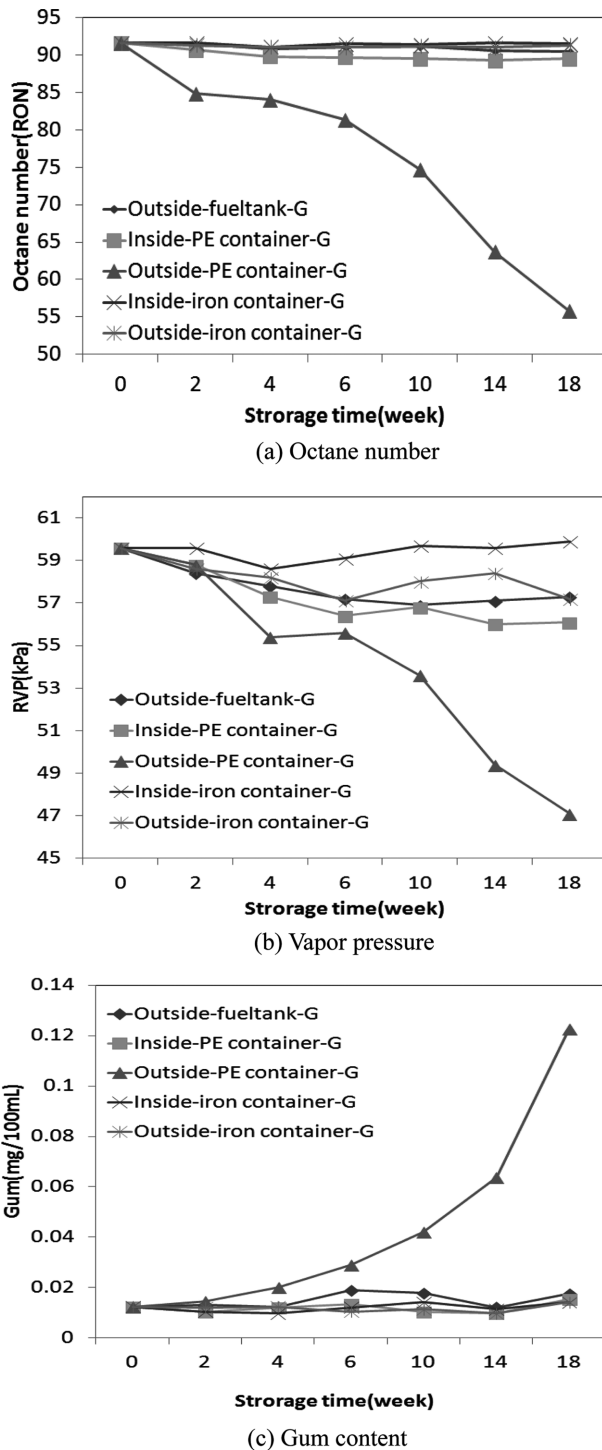 95
90
85
80
75
70
65
60
55
50
Octane number(RON)
Outside-fueltank-G
Inside-PE container-G
Outside-PE container-G
Inside-iron container-G
Outside-iron container-G
0 2 4 6 10 14 18
Strorage time(week)
(a) Octane number
61
59
57
55
53
51
49
47
45
RVP(kPa)
Outside-fueltank-G
Inside-PE container-G
Outside-PE container-G
Inside-iron container-G
Outside-iron container-G
0 2 4 6 10 14 18
Strorage time(week)
(b) Vapor pressure
0.14
0.12
0.1
0.08
0.06
0.04
0.02
0
Gum(mg/100mL)
Outside-fueltank-G
Inside-PE container-G
Outside-PE container-G
Inside-iron container-G
Outside-iron container-G
0 2 4 6 10 14 18
Strorage time(week)
(c) Gum content